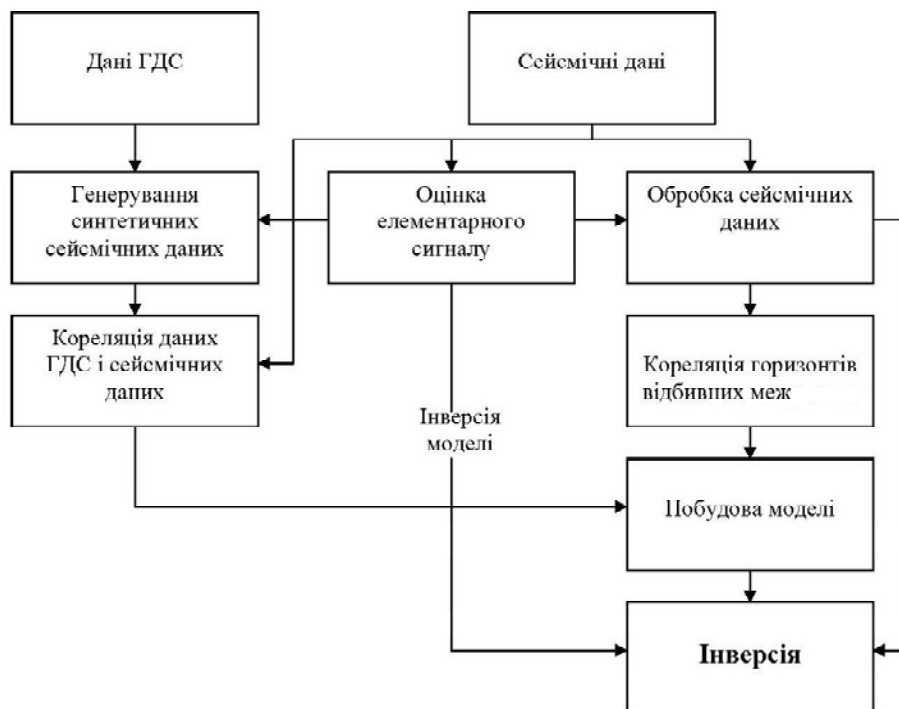 Дані ГДС
Сейсмічні дані
Генерування
синтетичних
сейсмічних даних
Оцінка
елементарного
сигналу
Обробка сейсмічних
даних
Кореляція даних
ГДС і сейсмічних
даних
Кореляція горизонтів
відбивних меж
Інверсія
моделі
Побудова моделі
Інверсія